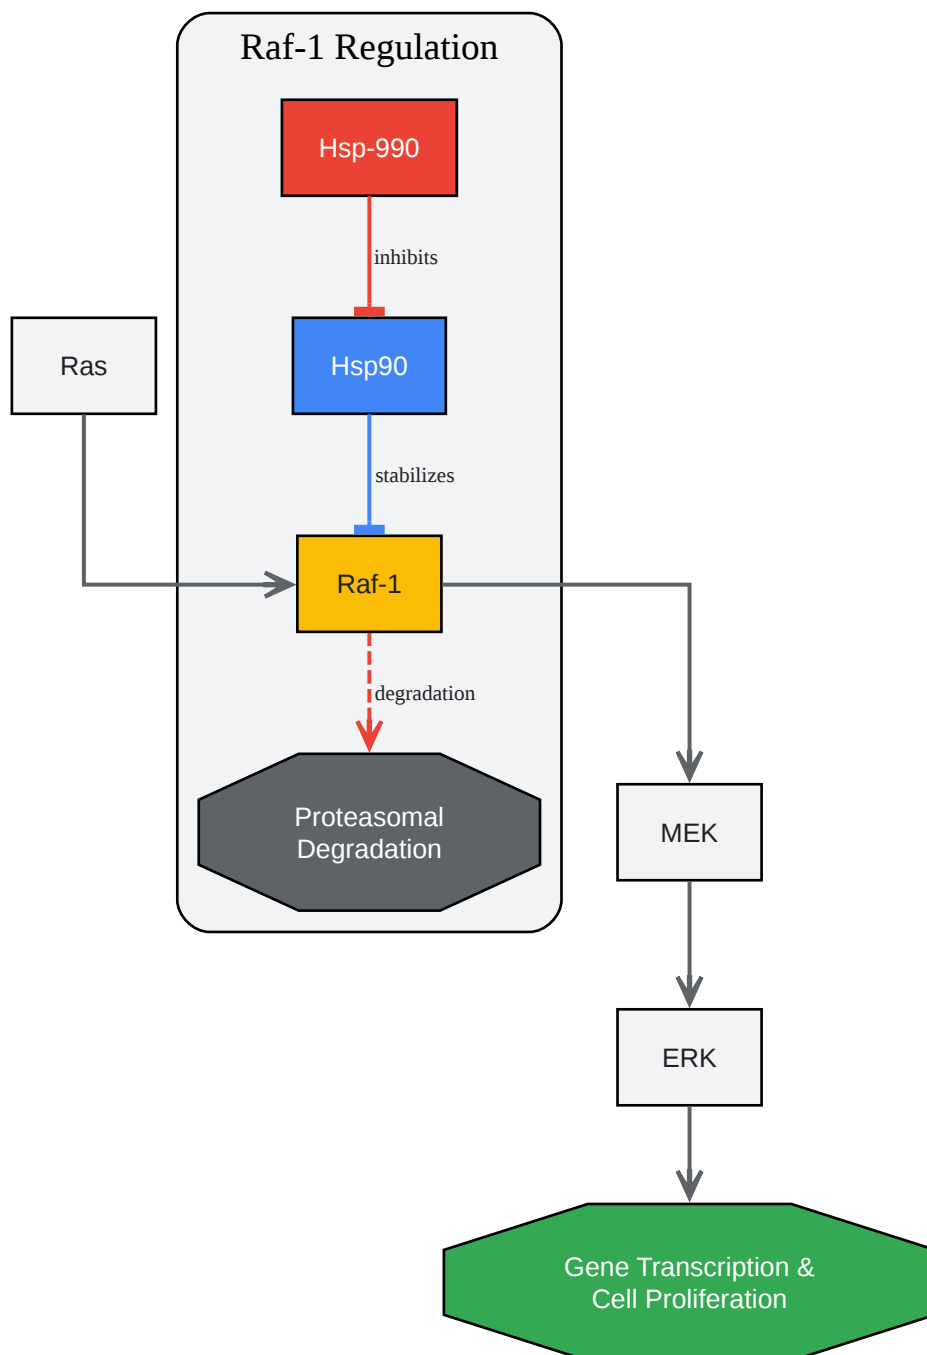 Raf-1 Regulation
Hsp-990
inhibits
Ras
Hsp90
stabilizes
Raf-1
degradation
Proteasomal
Degradation
MEK
ERK
Gene Transcription &
Cell Proliferation